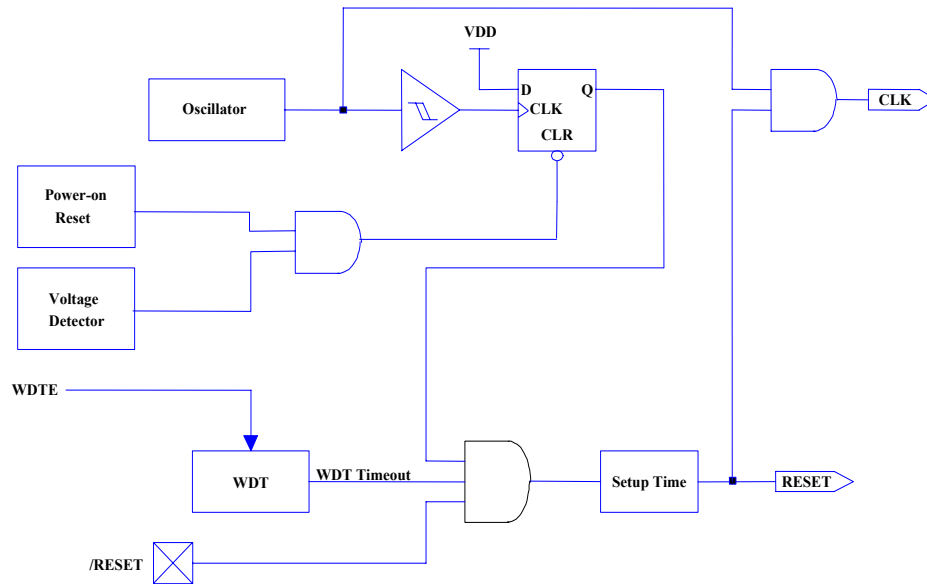 VDD
Oscillator
D
Q
CLK
CLR
CLK
Power-on
Reset
Voltage
Detector
WDTE
WDT
WDT Timeout
Setup Time
RESET
/RESET